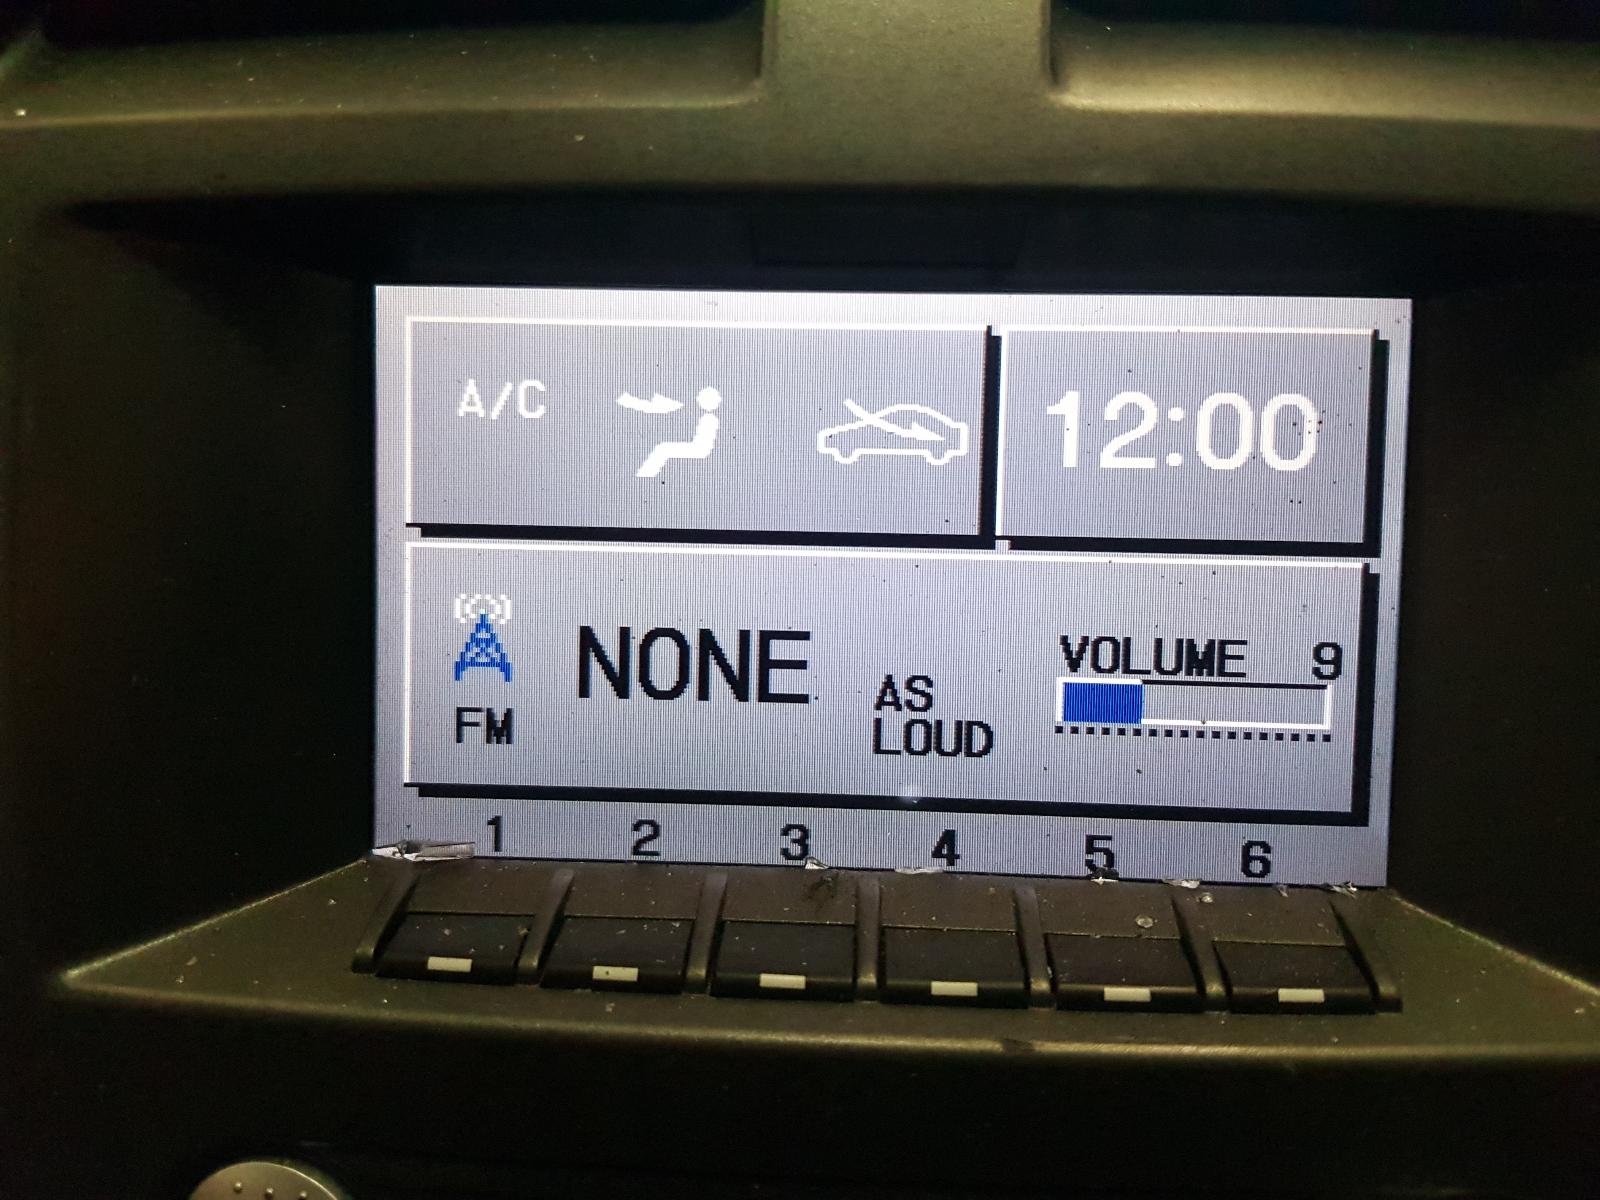 A/C
12:00
NONE
AS
LOUD
VOLUME 9
FM
1 2 3 4 5 6